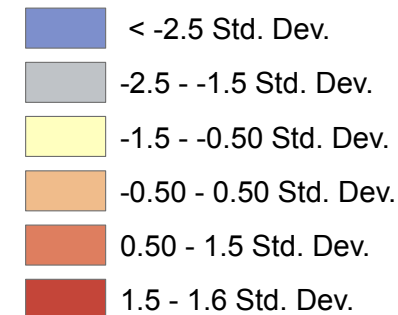 < -2.5 Std. Dev.
-2.5 - -1.5 Std. Dev.
-1.5 - -0.50 Std. Dev.
-0.50 - 0.50 Std. Dev.
0.50 - 1.5 Std. Dev.
1.5 - 1.6 Std. Dev.